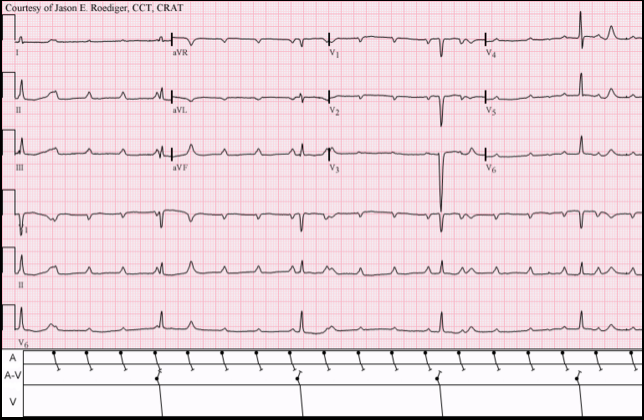 Courtesy of Jason E. Roediger, CCT, CRAT
I aVR V1 V4
II aVL V2 V5
III aVF V3 V6
II
V6
A
A-V
V